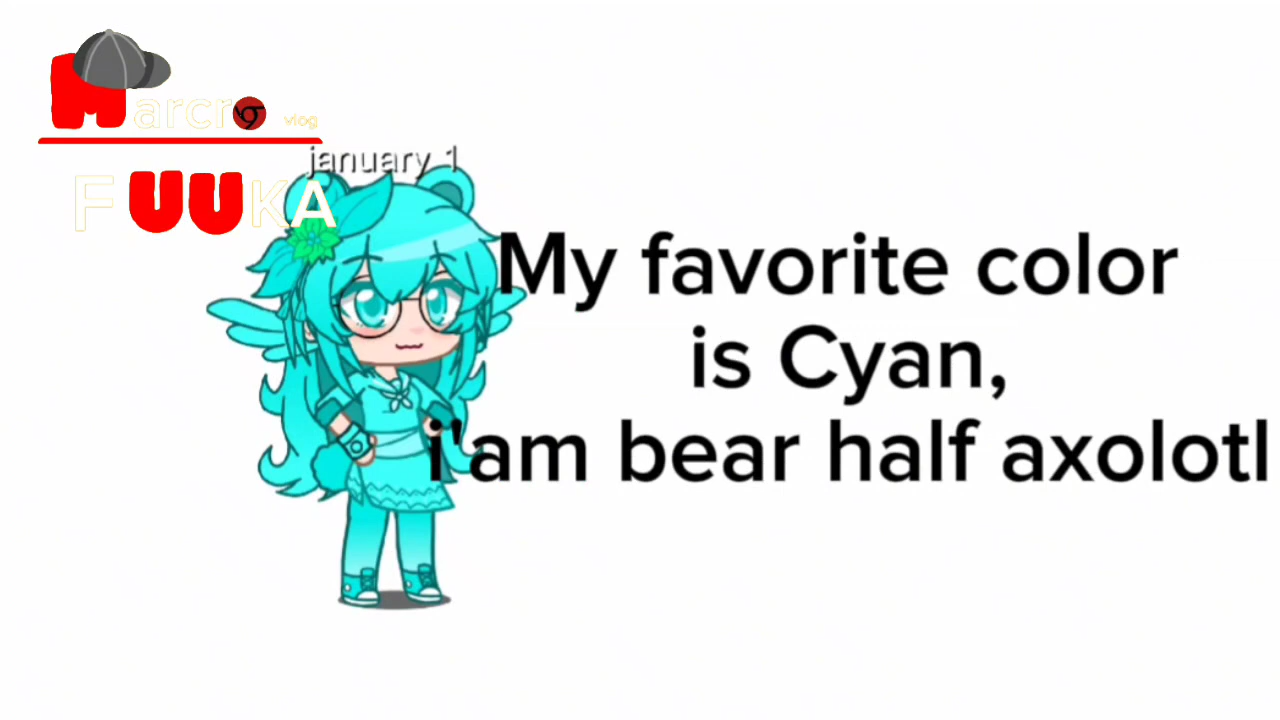 Marcro vlog
FUUKA
january 1
My favorite color
is Cyan,
i'am bear half axolotl